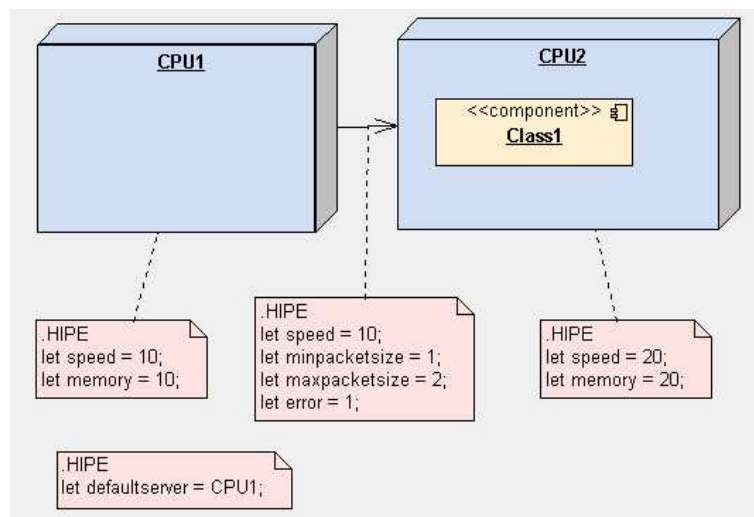 CPU1
CPU2
<<component>>
Class1
.HIPE
let speed = 10;
let memory = 10;
.HIPE
let speed = 10;
let minpacketsize = 1;
let maxpacketsize = 2;
let error = 1;
.HIPE
let speed = 20;
let memory = 20;
.HIPE
let defaultserver = CPU1;